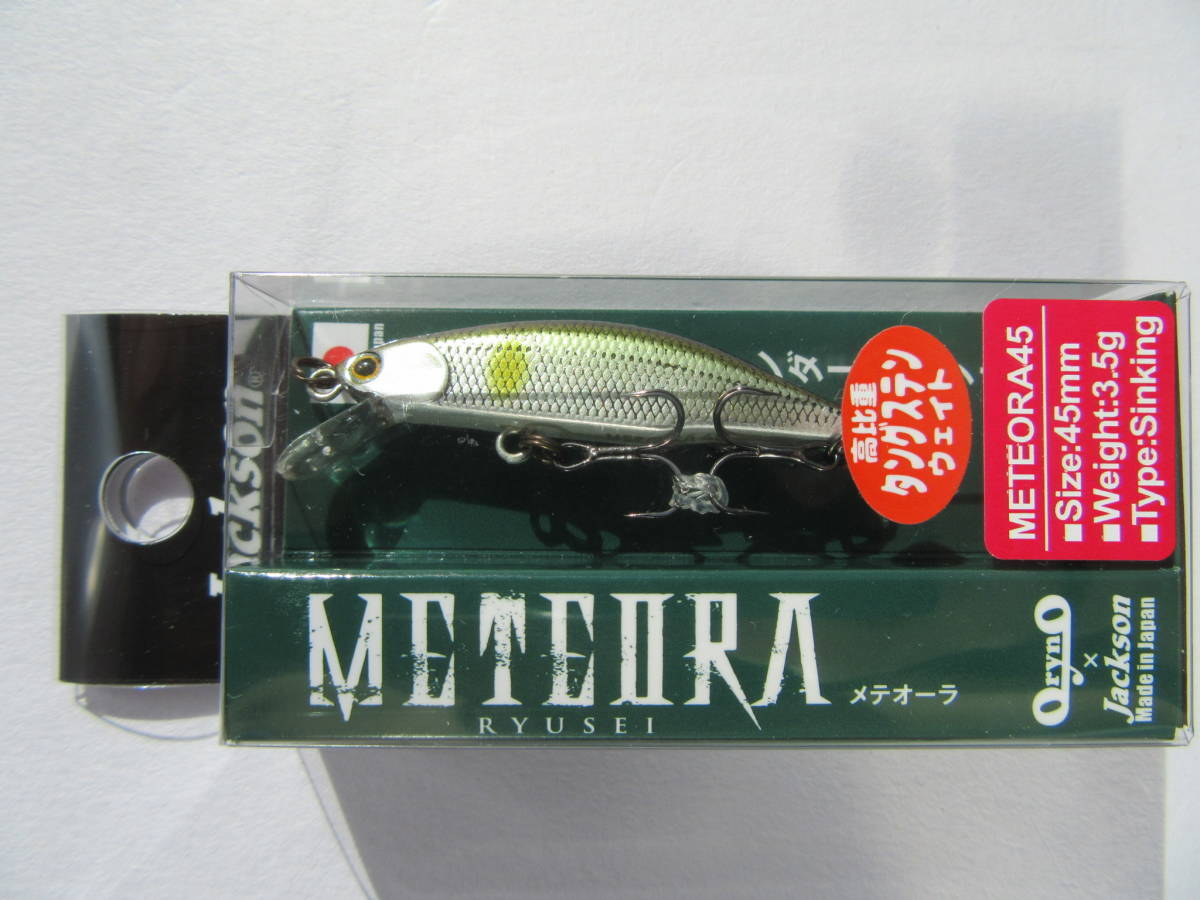 Jackson®
Japan
高比重
タングステン
ウェイト
METEORA45
■Size:45mm
■Weight:3.5g
■Type:Sinking
METEORA
メテオーラ
RYUSEI
OrynO
×
Jackson
Made in Japan